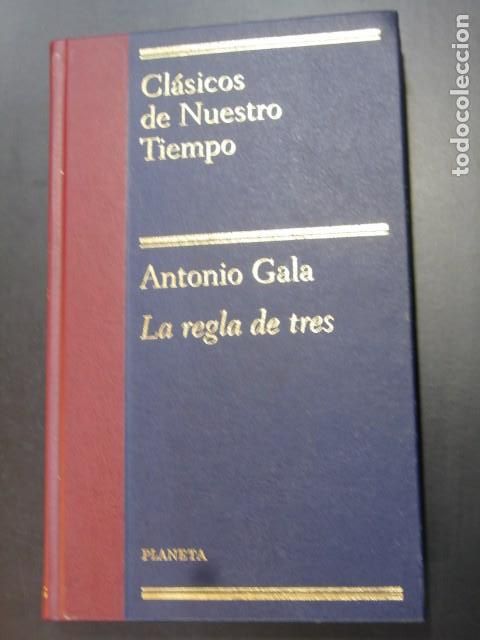 Clásicos
de Nuestro
Tiempo
Antonio Gala
La regla de tres
PLANETA
todocoleccion